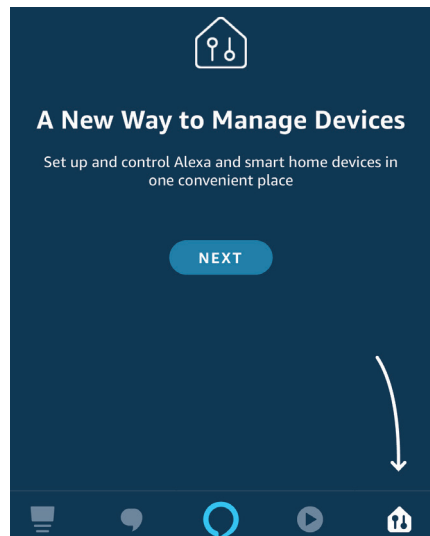 A New Way to Manage Devices
Set up and control Alexa and smart home devices in
one convenient place
NEXT